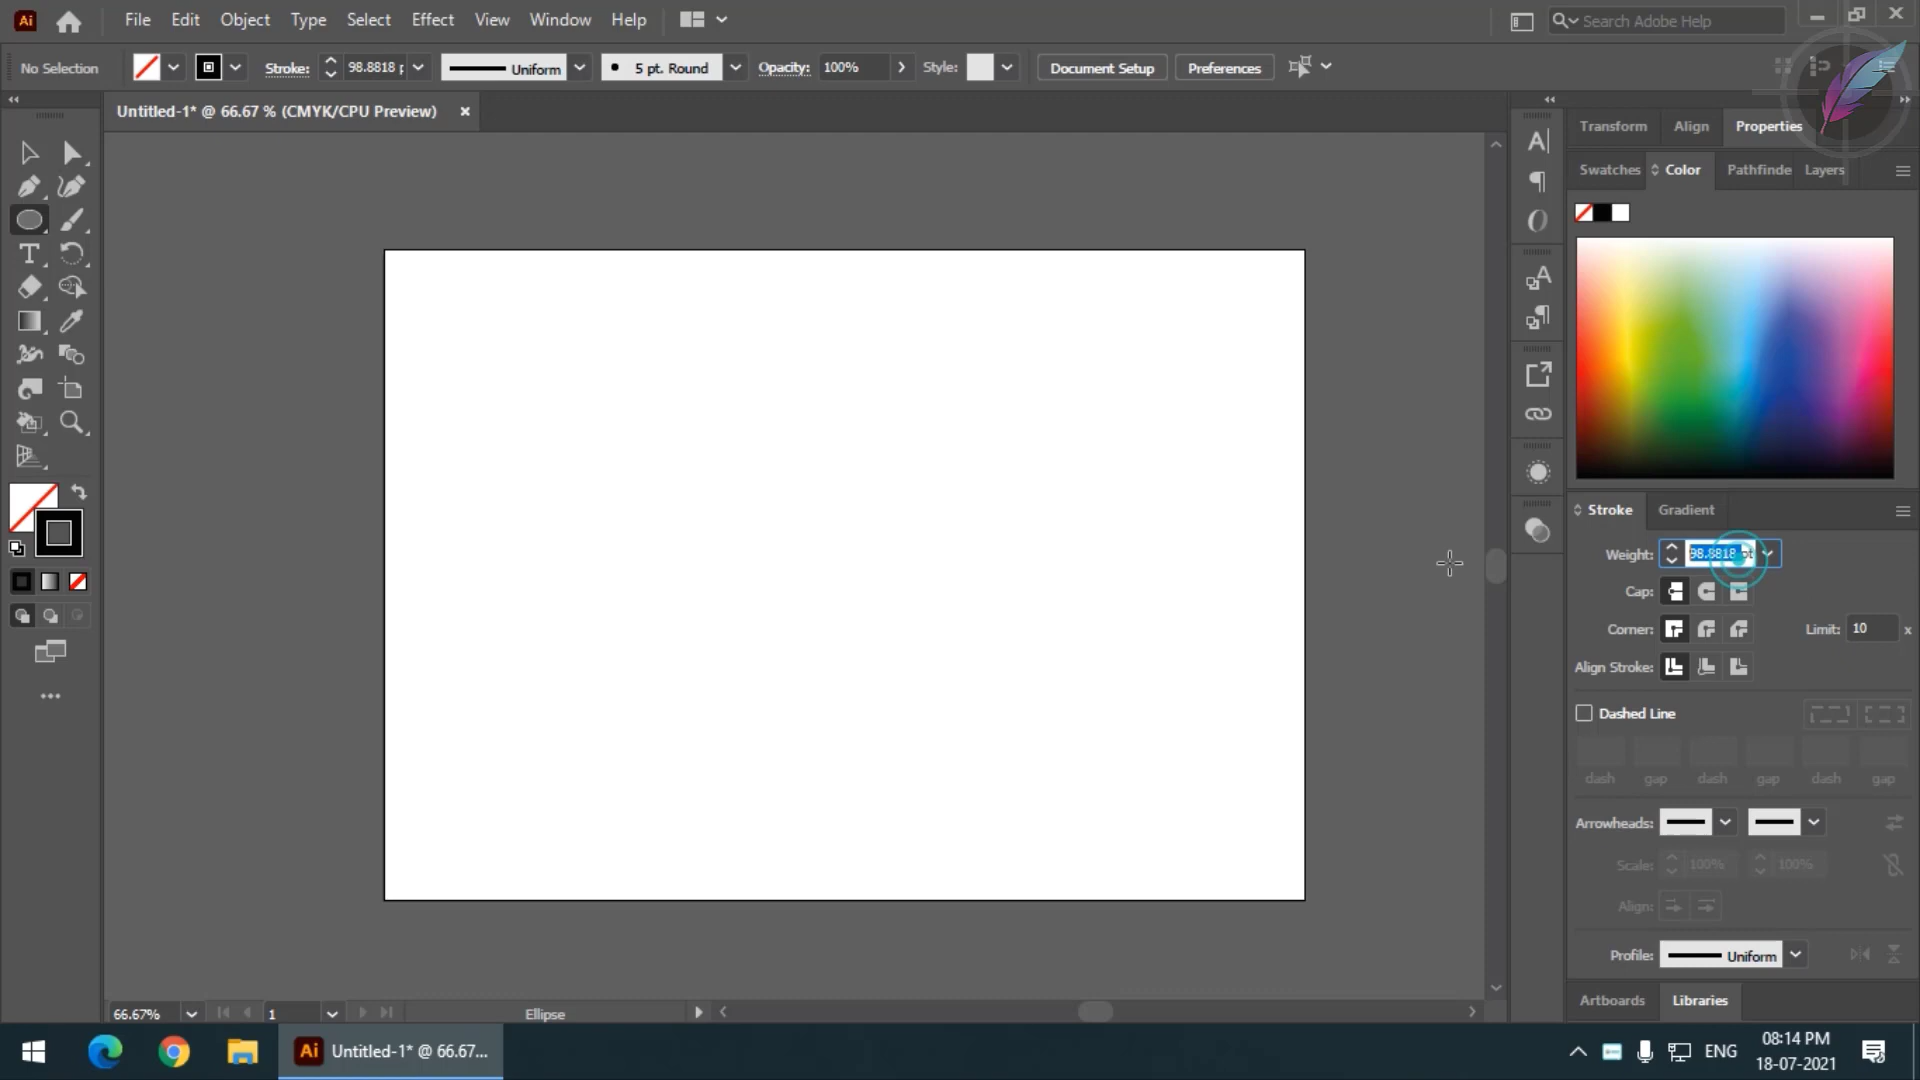 Ai File Edit Object Type Select Effect View Window Help Search Adobe Help
No Selection Stroke: 98.8818 p Uniform 5 pt. Round Opacity: 100% Style: Document Setup Preferences
Untitled-1* @ 66.67 % (CMYK/CPU Preview) ×
Transform Align Properties
Swatches Color Pathfinde Layers
Stroke Gradient
Weight: 98.8818 pt
Cap:
Corner: Limit: 10 x
Align Stroke:
Dashed Line
dash gap dash gap dash gap
Arrowheads:
Scale: 100% 100%
Align:
Profile: Uniform
Artboards Libraries
66.67% 1 Ellipse
Ai Untitled-1* @ 66.67... ENG 08:14 PM
18-07-2021